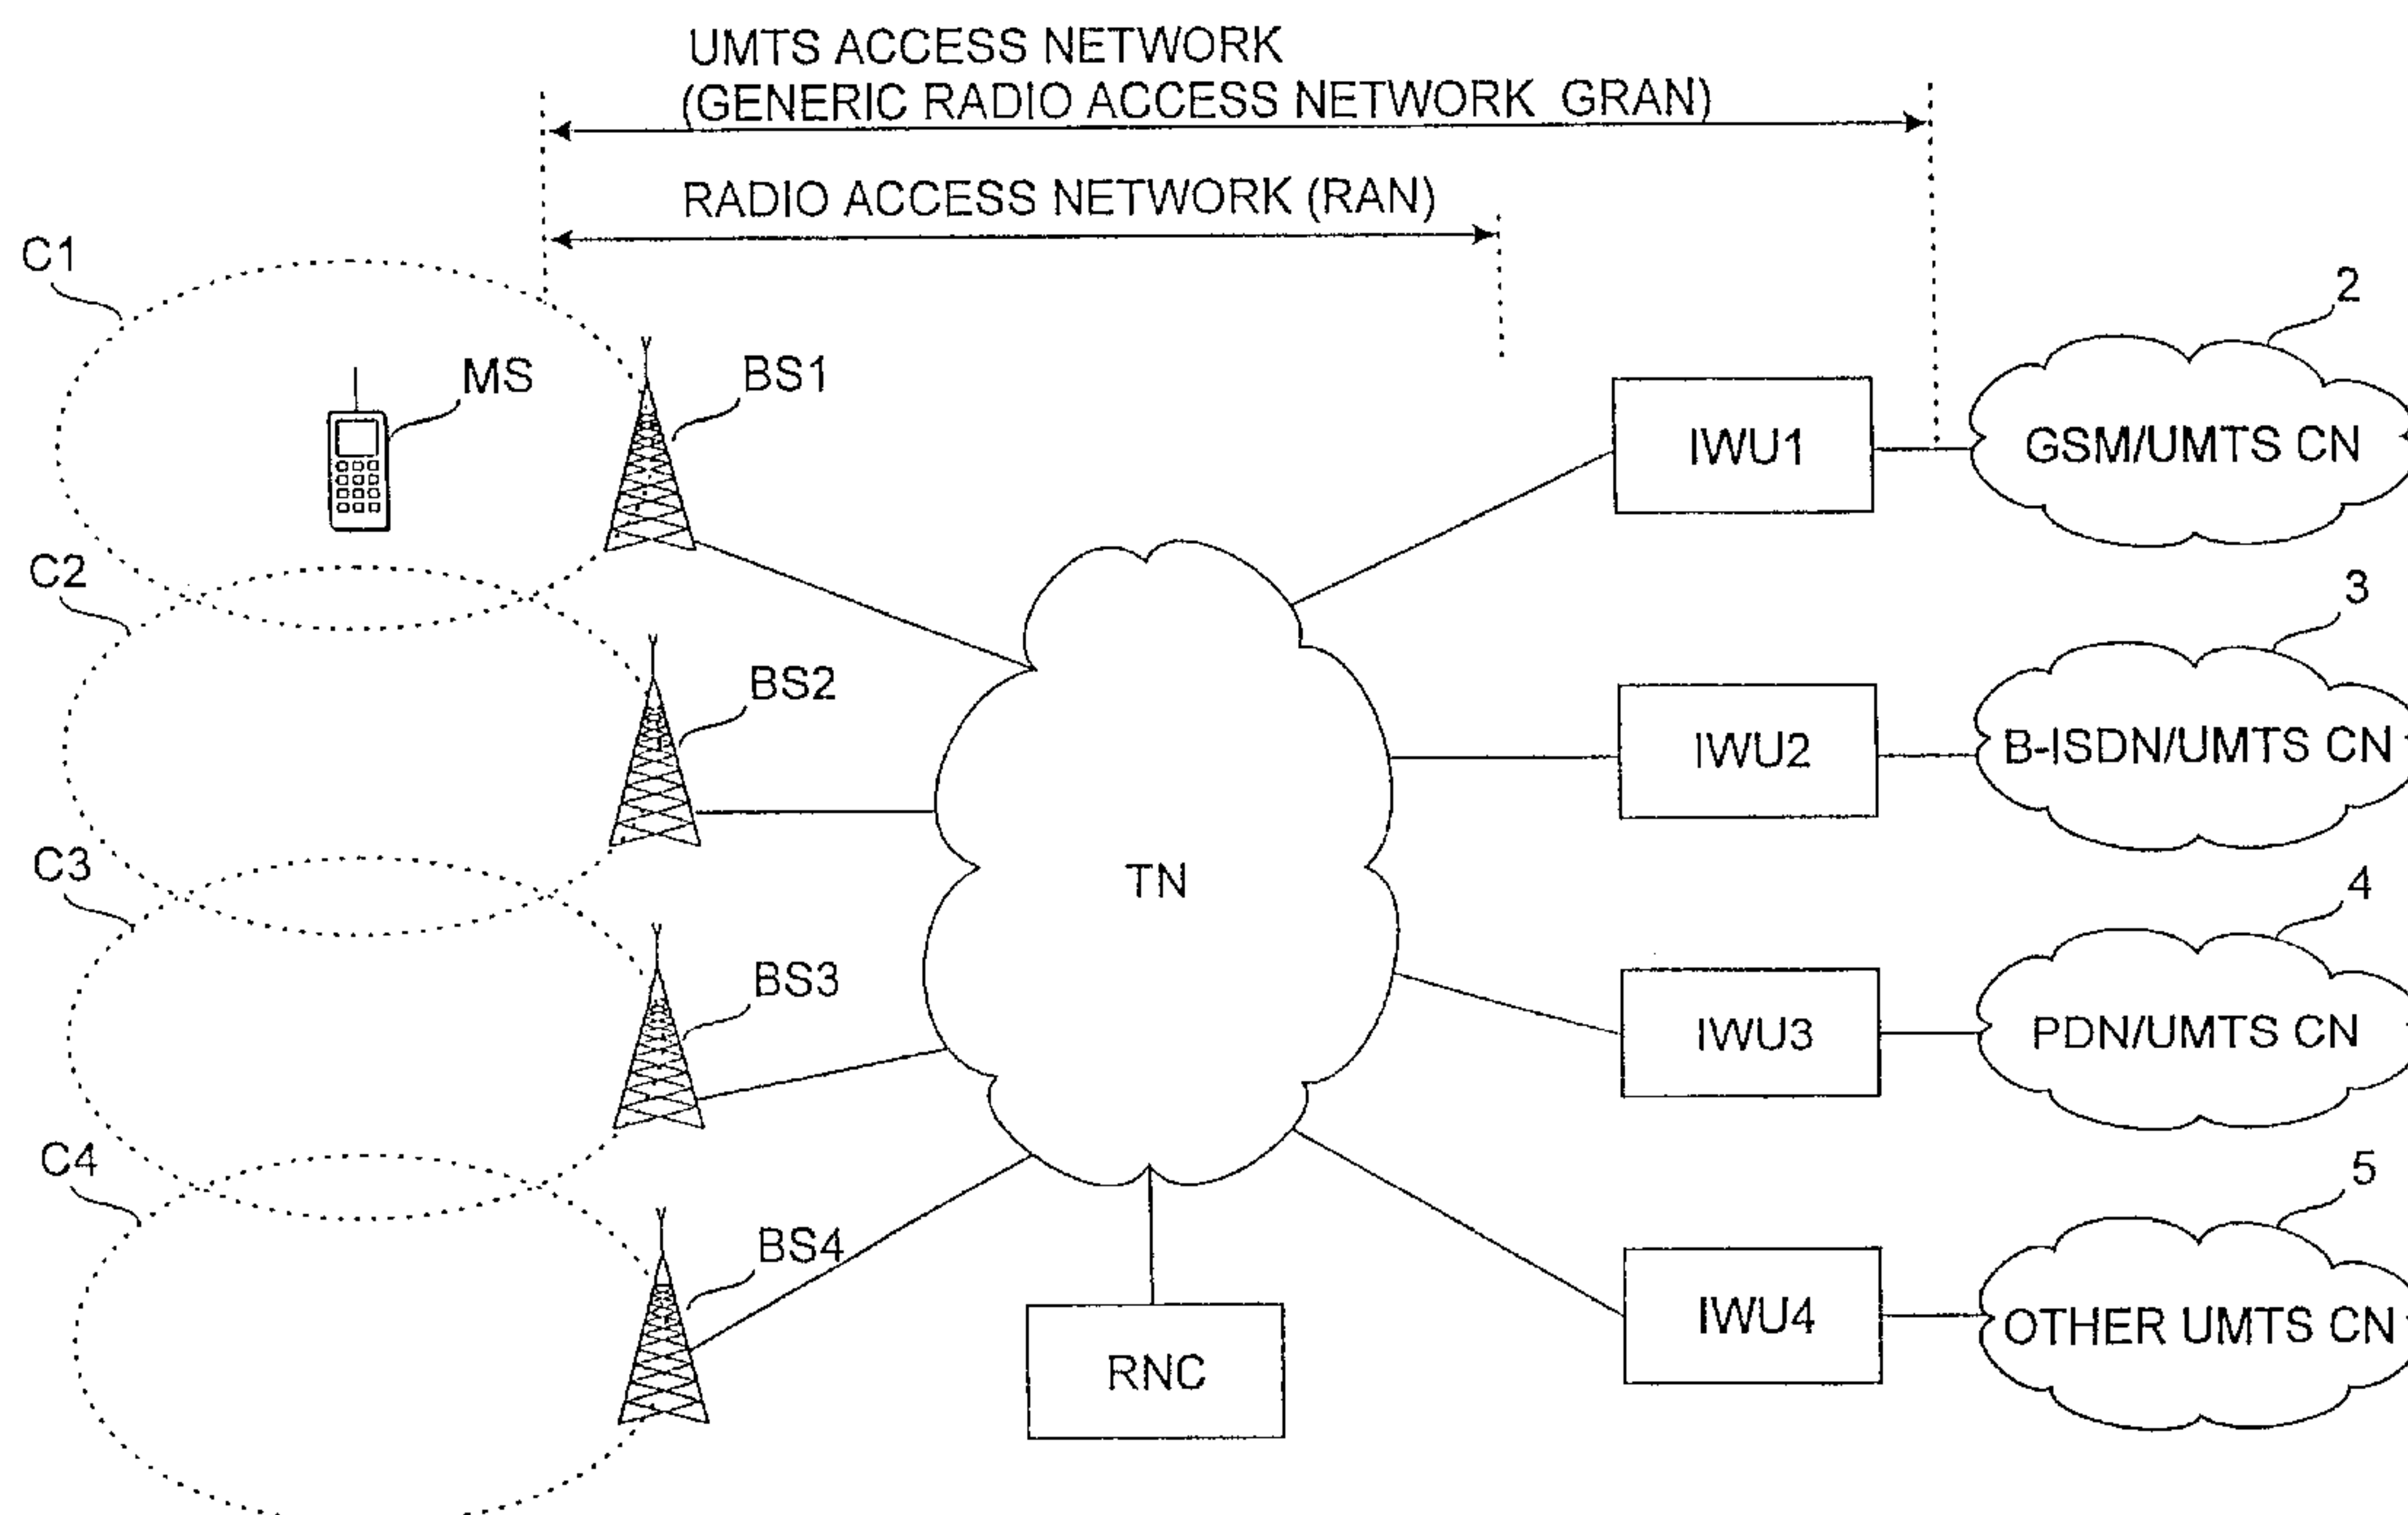 UMTS ACCESS NETWORK
(GENERIC RADIO ACCESS NETWORK GRAN)
RADIO ACCESS NETWORK (RAN)
C1
2
MS
BS1
IWU1
GSM/UMTS CN
C2
3
BS2
IWU2
B-ISDN/UMTS CN
C3
TN
4
BS3
IWU3
PDN/UMTS CN
C4
5
BS4
IWU4
OTHER UMTS CN
RNC